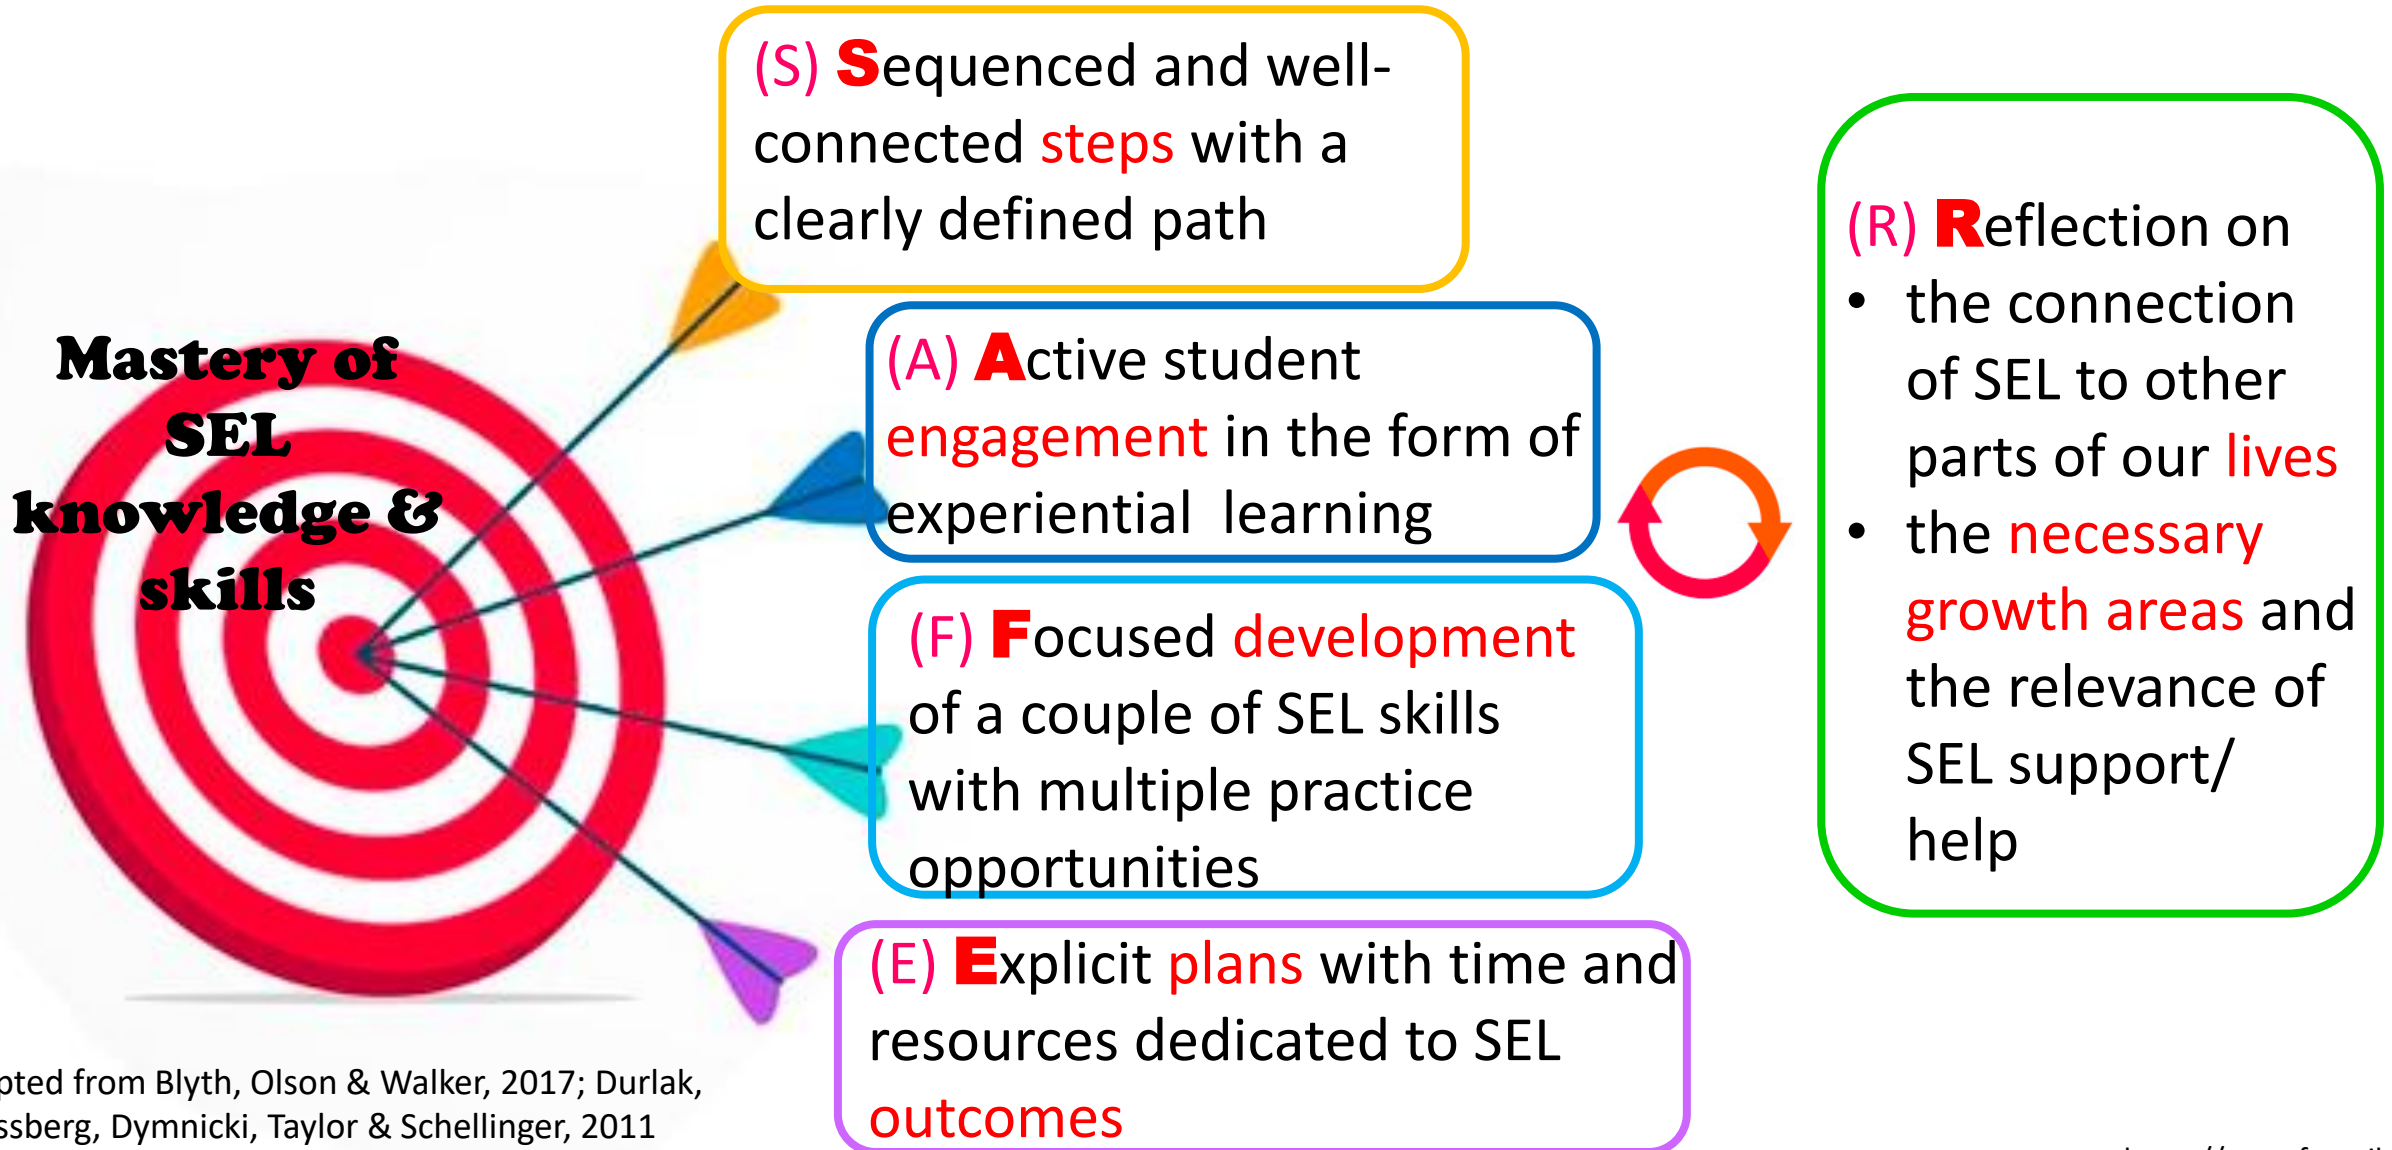 Mastery of
SEL
knowledge &
skills
(S) Sequenced and well-
connected steps with a
clearly defined path
(A) Active student
engagement in the form of
experiential learning
(F) Focused development
of a couple of SEL skills
with multiple practice
opportunities
(E) Explicit plans with time and
resources dedicated to SEL
outcomes
(R) Reflection on
• the connection
of SEL to other
parts of our lives
• the necessary
growth areas and
the relevance of
SEL support/
help
from Blyth, Olson & Walker, 2017; Durlak,
Dymnicki, Taylor & Schellinger, 2011